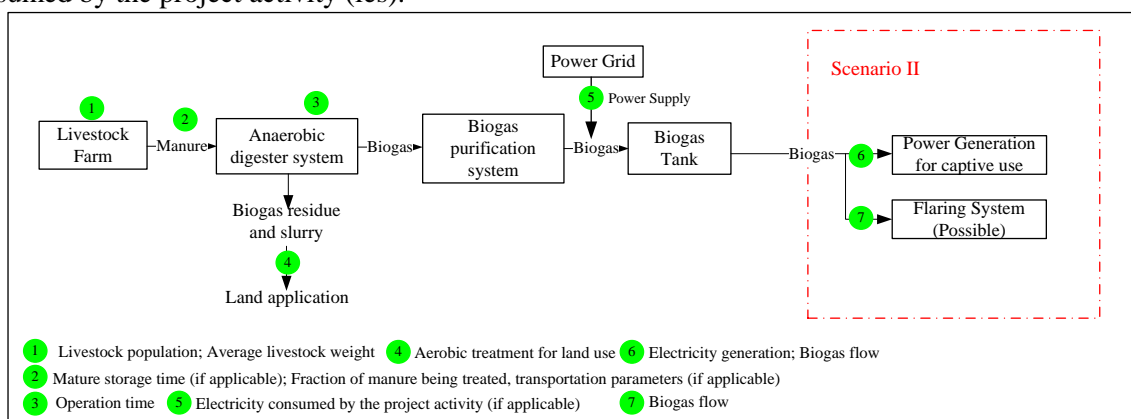 sumed by the project activity (ies).
Power Grid
Scenario II
5 Power Supply
1
2
3
Livestock
Farm
Manure
Anaerobic
digester system
Biogas
Biogas
purification
system
Biogas
Biogas
Tank
Biogas
6
Power Generation
for captive use
7
Flaring System
(Possible)
Biogas residue
and slurry
4
Land application
1 Livestock population; Average livestock weight 4 Aerobic treatment for land use 6 Electricity generation; Biogas flow
2 Mature storage time (if applicable); Fraction of manure being treated, transportation parameters (if applicable)
3 Operation time 5 Electricity consumed by the project activity (if applicable) 7 Biogas flow